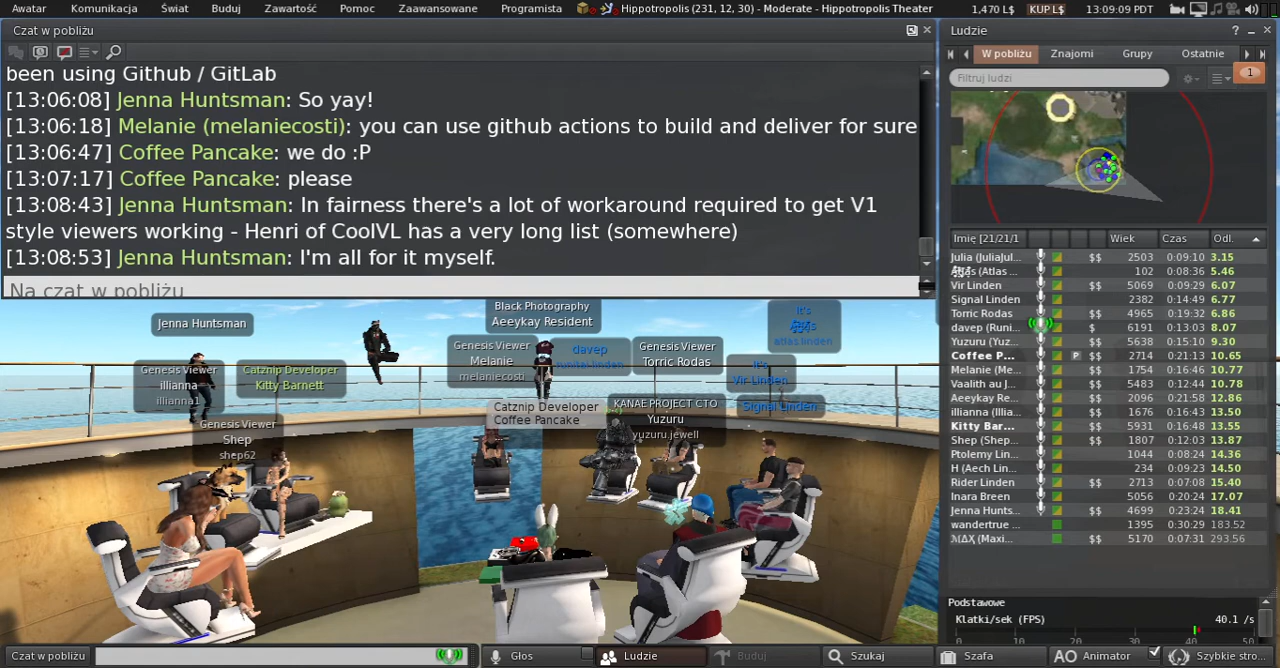 Awatar Komunikacja Świat Buduj Zawartość Pomoc Zaawansowane Programista Hippotropolis (231, 12, 30) - Moderate - Hippotropolis Theater 1,470 L$ KUP L$ 13:09:09 PDT
Czat w pobliżu
been using Github / GitLab
[13:06:08] Jenna Huntsman: So yay!
[13:06:18] Melanie (melaniecosti): you can use github actions to build and deliver for sure
[13:06:47] Coffee Pancake: we do :P
[13:07:17] Coffee Pancake: please
[13:08:43] Jenna Huntsman: In fairness there's a lot of workaround required to get V1
style viewers working - Henri of CoolVL has a very long list (somewhere)
[13:08:53] Jenna Huntsman: I'm all for it myself.
Na czat w pobliżu
Jenna Huntsman
Black Photography
Aeeykay Resident
Genesis Viewer
illianna
illianna1
Catznip Developer
Kitty Barnett
Genesis Viewer
Shep
shep62
Genesis Viewer
Melanie
melaniecosti
davep
Genesis Viewer
Torric Rodas
It's
atlas.linden
It's
Vir Linden
Signal Linden
Catznip Developer
Coffee Pancake
KANAE PROJECT CTO
Yuzuru
yuzuru.jewell
Ludzie
W pobliżu Znajomi Grupy Ostatnie
Filtruj ludzi 1
Imię [21/21/1 Wiek Czas Odl.
Julia (JuliaJul... $$ 2503 0:09:10 3.15
(Atlas ... 102 0:08:36 5.46
Vir Linden $$ 5069 0:09:29 6.07
Signal Linden 2382 0:14:49 6.77
Torric Rodas $$ 4965 0:19:32 6.86
davep (Runi... $ 6191 0:13:03 8.07
Yuzuru (Yuz... $$ 5638 0:15:10 9.30
Coffee P... P $$ 2714 0:21:13 10.65
Melanie (Me... $$ 1754 0:16:46 10.77
Vaalith au J... $$ 5483 0:12:44 10.78
Aeeykay Re... $$ 2096 0:21:58 12.86
illianna (Illia... $$ 1676 0:16:43 13.50
Kitty Bar... $$ 5931 0:16:48 13.55
Shep (Shep... $$ 1807 0:12:03 13.87
Ptolemy Lin... 1044 0:08:24 14.36
H (Aech Lin... 234 0:09:23 14.50
Rider Linden $$ 2713 0:07:08 15.40
Inara Breen 5056 0:20:24 17.07
Jenna Hunts... $$ 4699 0:23:24 18.41
wandertrue ... 1395 0:30:29 183.52
(Maxi... $$ 5170 0:07:31 293.56
Podstawowe
Klatki/sek (FPS) 40.1 /s
0 10 20 30 40 50
Czat w pobliżu Głos Ludzie Buduj Szukaj Szafa AO Animator Szybkie stro...